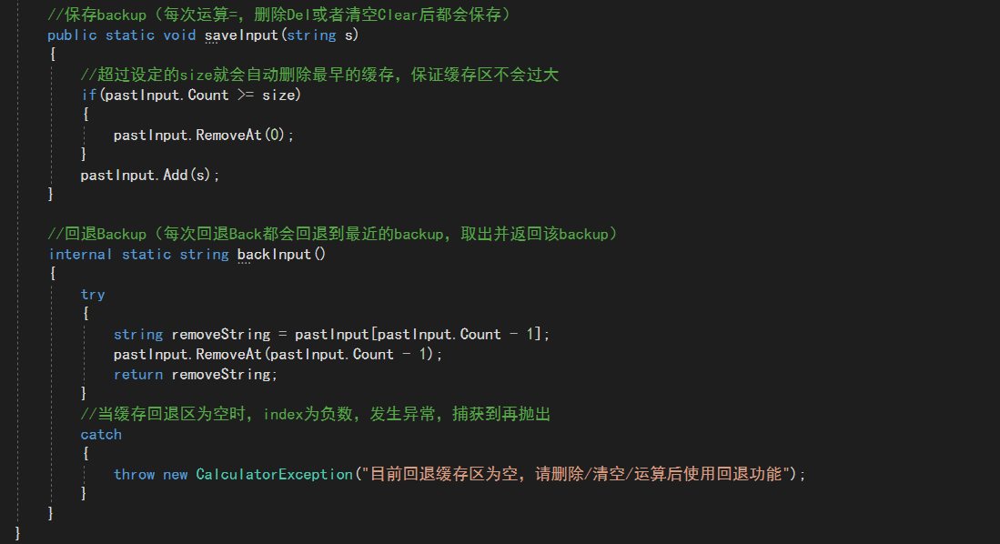 //保存backup（每次运算=，删除Del或者清空Clear后都会保存）
public static void saveInput(string s)
{
//超过设定的size就会自动删除最早的缓存，保证缓存区不会过大
if(pastInput.Count >= size)
{
pastInput.RemoveAt(0);
}
pastInput.Add(s);
}
//回退Backup（每次回退Back都会回退到最近的backup，取出并返回该backup）
internal static string backInput()
{
try
{
string removeString = pastInput[pastInput.Count - 1];
pastInput.RemoveAt(pastInput.Count - 1);
return removeString;
}
//当缓存回退区为空时，index为负数，发生异常，捕获到再抛出
catch
{
throw new CalculatorException("目前回退缓存区为空，请删除/清空/运算后使用回退功能");
}
}
}